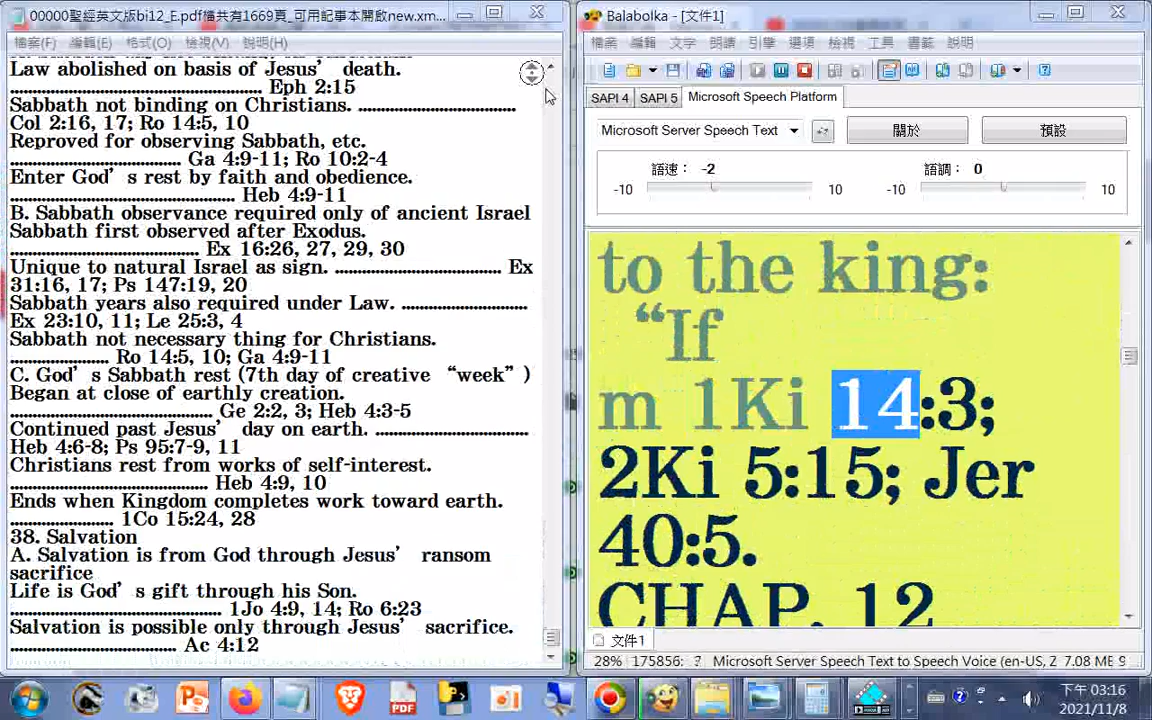 00000聖經英文版bi12_E.pdf檔共有1669頁_可用記事本開啟new.xm...
檔案(F) 編輯(E) 格式(O) 檢視(V) 說明(H)
Law abolished on basis of Jesus’ death.
........................................ Eph 2:15
Sabbath not binding on Christians. .........................
Col 2:16, 17; Ro 14:5, 10
Reproved for observing Sabbath, etc.
........................... Ga 4:9-11; Ro 10:2-4
Enter God’s rest by faith and obedience.
.................................... Heb 4:9-11
B. Sabbath observance required only of ancient Israel
Sabbath first observed after Exodus.
.............................. Ex 16:26, 27, 29, 30
Unique to natural Israel as sign. .......................... Ex
31:16, 17; Ps 147:19, 20
Sabbath years also required under Law. ....................
Ex 23:10, 11; Le 25:3, 4
Sabbath not necessary thing for Christians.
................ Ro 14:5, 10; Ga 4:9-11
C. God’s Sabbath rest (7th day of creative “week”)
Began at close of earthly creation.
................................ Ge 2:2, 3; Heb 4:3-5
Continued past Jesus’ day on earth. ........................
Heb 4:6-8; Ps 95:7-9, 11
Christians rest from works of self-interest.
................................ Heb 4:9, 10
Ends when Kingdom completes work toward earth.
................ 1Co 15:24, 28
38. Salvation
A. Salvation is from God through Jesus’ ransom
sacrifice
Life is God’s gift through his Son.
.................................. 1Jo 4:9, 14; Ro 6:23
Salvation is possible only through Jesus’ sacrifice.
.......................... Ac 4:12
Balabolka - [文件1]
檔案 編輯 文字 朗讀 引擎 選項 檢視 工具 書籤 說明
SAPI 4 SAPI 5 Microsoft Speech Platform
Microsoft Server Speech Text 關於 預設
語速： -2 語調： 0
-10 10 -10 10
to the king:
“If
m 1Ki 14:3;
2Ki 5:15; Jer
40:5.
CHAP. 12
文件1
28% 175856: ? Microsoft Server Speech Text to Speech Voice (en-US, Z 7.08 MB 9
PDF
下午 03:16
2021/11/8